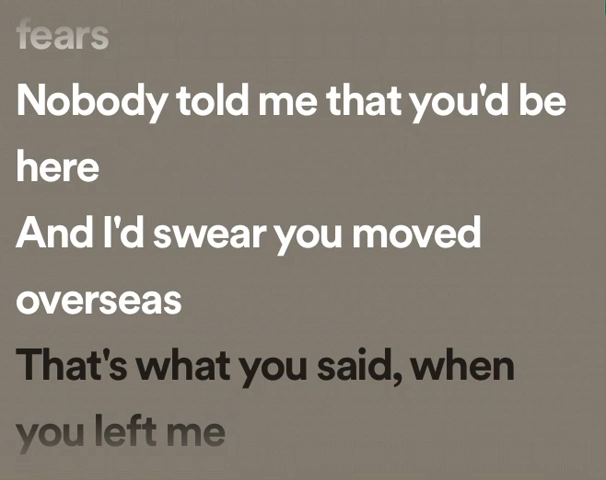 fears
Nobody told me that you'd be
here
And I'd swear you moved
overseas
That's what you said, when
you left me